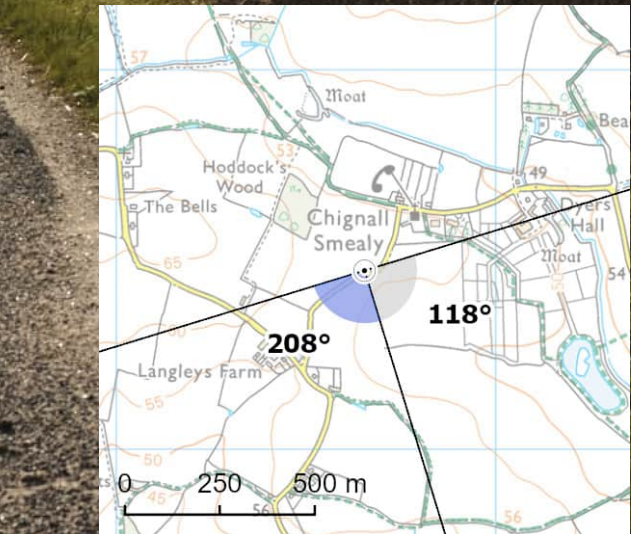 57
Moat
53
Bea
Hoddock's
Wood
49
The Bells
Chignall
Smealy
Dyers
Hall
Moat
65
50
54
118°
208°
Langleys Farm
55
50
0 250 500 m
45
56
56